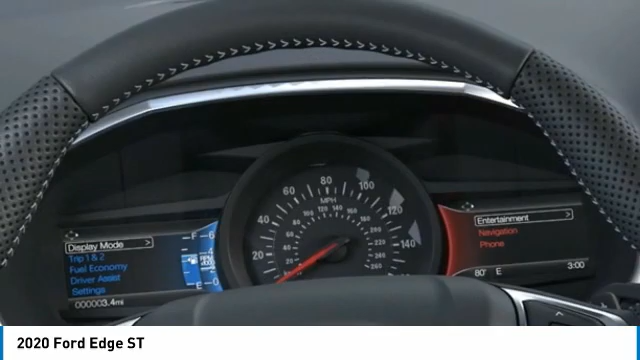 Display Mode >
Trip 1 & 2
Fuel Economy
Driver Assist
Settings
000003.4mi
F
E
20
40
60
80
100
120
140
MPH
Entertainment >
Navigation
Phone
80° E 3:00
2020 Ford Edge ST